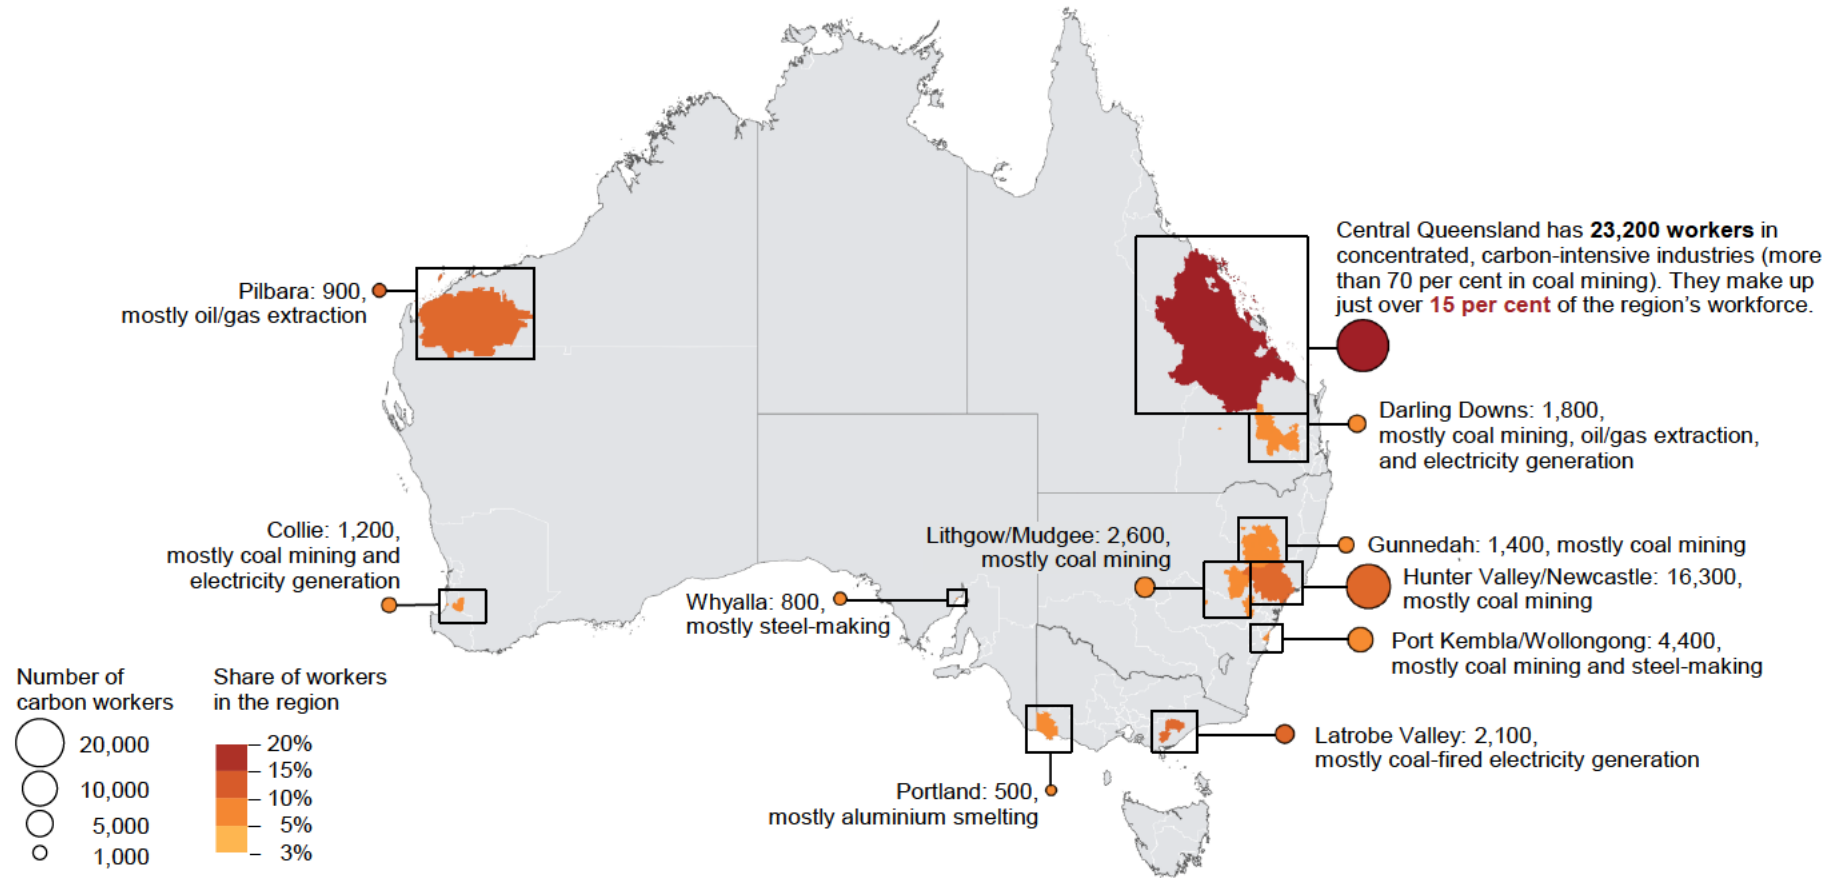 Central Queensland has 23,200 workers in
concentrated, carbon-intensive industries (more
than 70 per cent in coal mining). They make up
just over 15 per cent of the region's workforce.
Pilbara: 900,
mostly oil/gas extraction
Darling Downs: 1,800,
mostly coal mining, oil/gas extraction,
and electricity generation
Collie: 1,200,
mostly coal mining and
electricity generation
Lithgow/Mudgee: 2,600,
mostly coal mining
Gunnedah: 1,400, mostly coal mining
Hunter Valley/Newcastle: 16,300,
mostly coal mining
Whyalla: 800,
mostly steel-making
Port Kembla/Wollongong: 4,400,
mostly coal mining and steel-making
Latrobe Valley: 2,100,
mostly coal-fired electricity generation
Portland: 500,
mostly aluminium smelting
Number of
carbon workers
20,000
10,000
5,000
1,000
Share of workers
in the region
20%
15%
10%
5%
3%